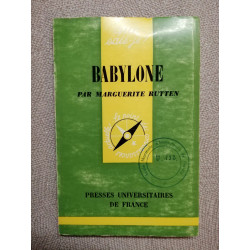 BABYLONE
PAR MARGUERITE RUTTEN
PRESSES UNIVERSITAIRES
DE FRANCE